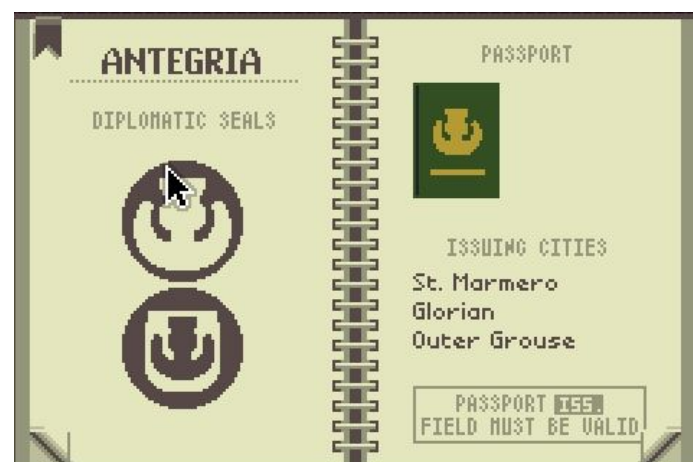 ANTEGRIA
DIPLOMATIC SEALS
PASSPORT
ISSUING CITIES
St. Marmero
Glorian
Outer Grouse
PASSPORT ISS.
FIELD MUST BE VALID